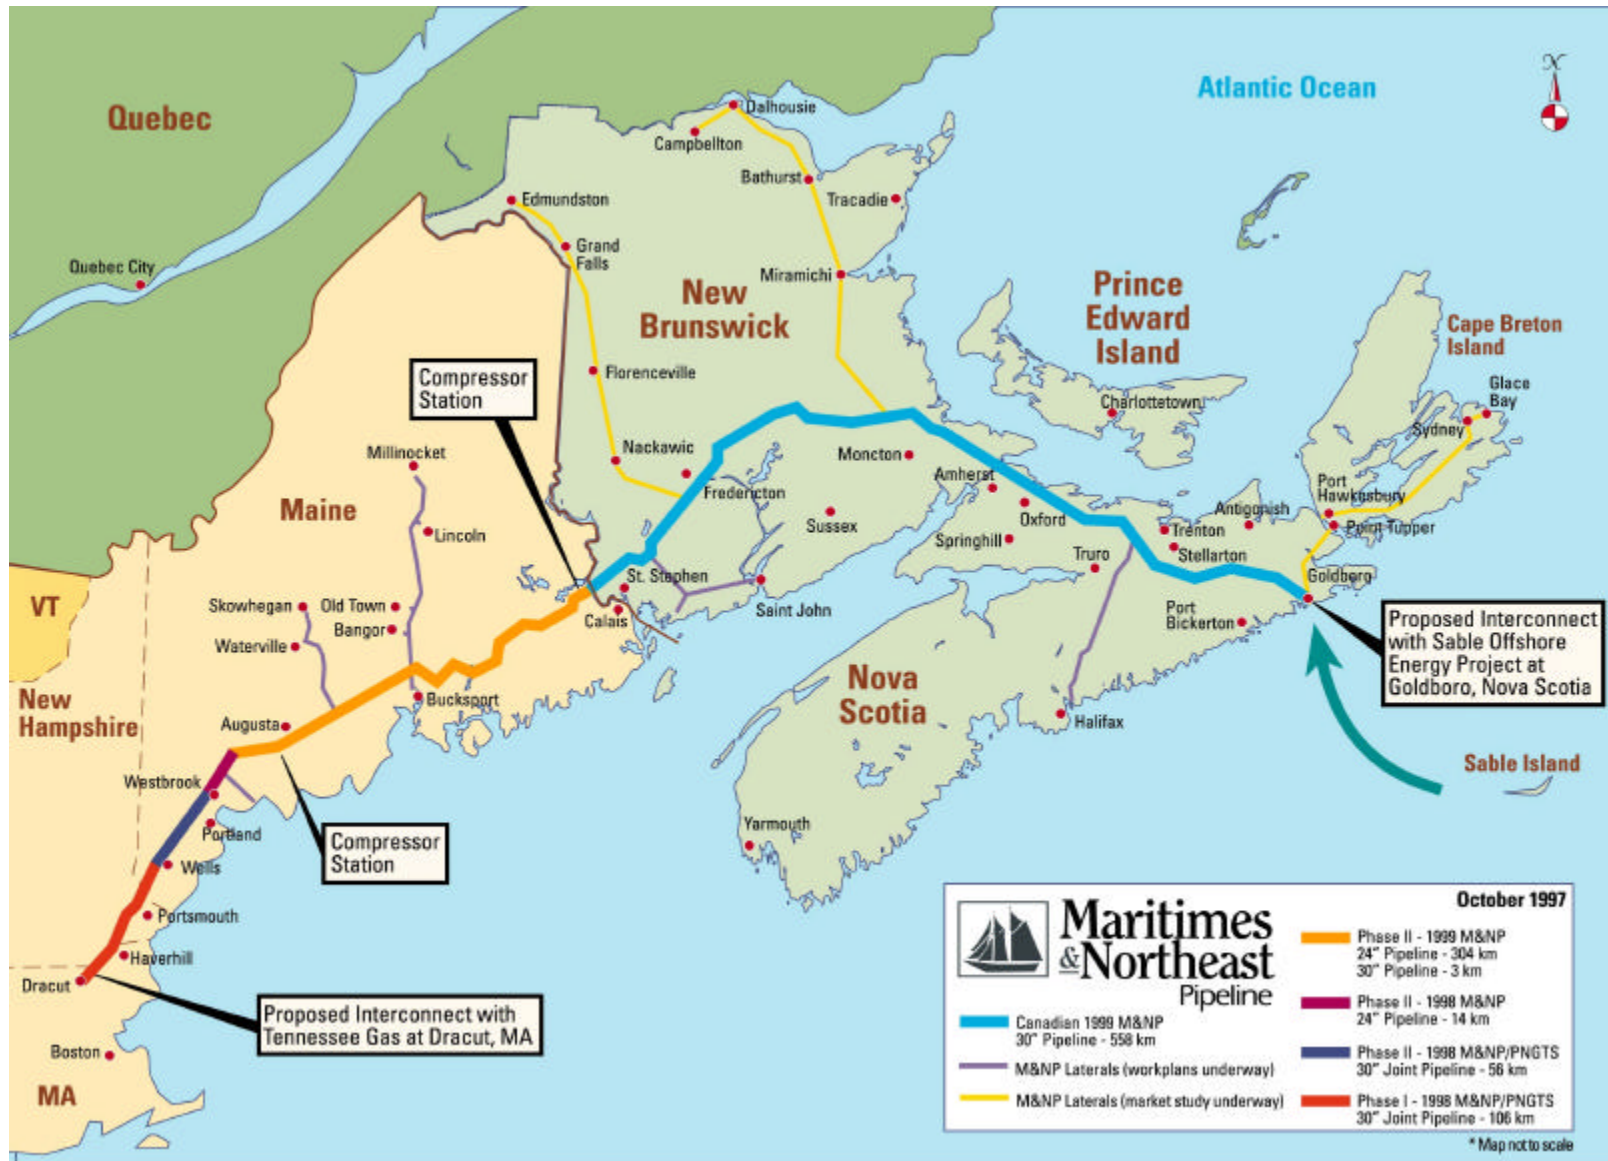 Atlantic Ocean
N
Quebec
Dalhousie
Campbellton
Bathurst
Tracadie
Edmundston
Grand
Falls
Quebec City
Miramichi
New
Brunswick
Prince
Edward
Island
Cape Breton
Island
Compressor
Station
Florenceville
Glace
Bay
Charlottetown
Sydney
Nackawic
Millinocket
Moncton
Amherst
Port
Hawkesbury
Fredericton
Maine
Oxford
Antigonish
Sussex
Lincoln
Trenton
Point Tupper
Springhill
Truro
Stellarton
St. Stephen
Goldboro
VT
Skowhegan
Old Town
Calais
Saint John
Port
Bickerton
Bangor
Waterville
Proposed Interconnect
with Sable Offshore
Energy Project at
Goldboro, Nova Scotia
New
Hampshire
Bucksport
Nova
Scotia
Augusta
Halifax
Sable Island
Westbrook
Portland
Compressor
Station
Yarmouth
Wells
Portsmouth
Haverhill
Dracut
Proposed Interconnect with
Tennessee Gas at Dracut, MA
Boston
MA
October 1997
Maritimes
& Northeast
Pipeline
Canadian 1999 M&NP
30" Pipeline - 558 km
M&NP Laterals (workplans underway)
M&NP Laterals (market study underway)
Phase II - 1999 M&NP
24" Pipeline - 304 km
30" Pipeline - 3 km
Phase II - 1998 M&NP
24" Pipeline - 14 km
Phase II - 1998 M&NP/PNGTS
30" Joint Pipeline - 56 km
Phase I - 1998 M&NP/PNGTS
30" Joint Pipeline - 106 km
* Map not to scale